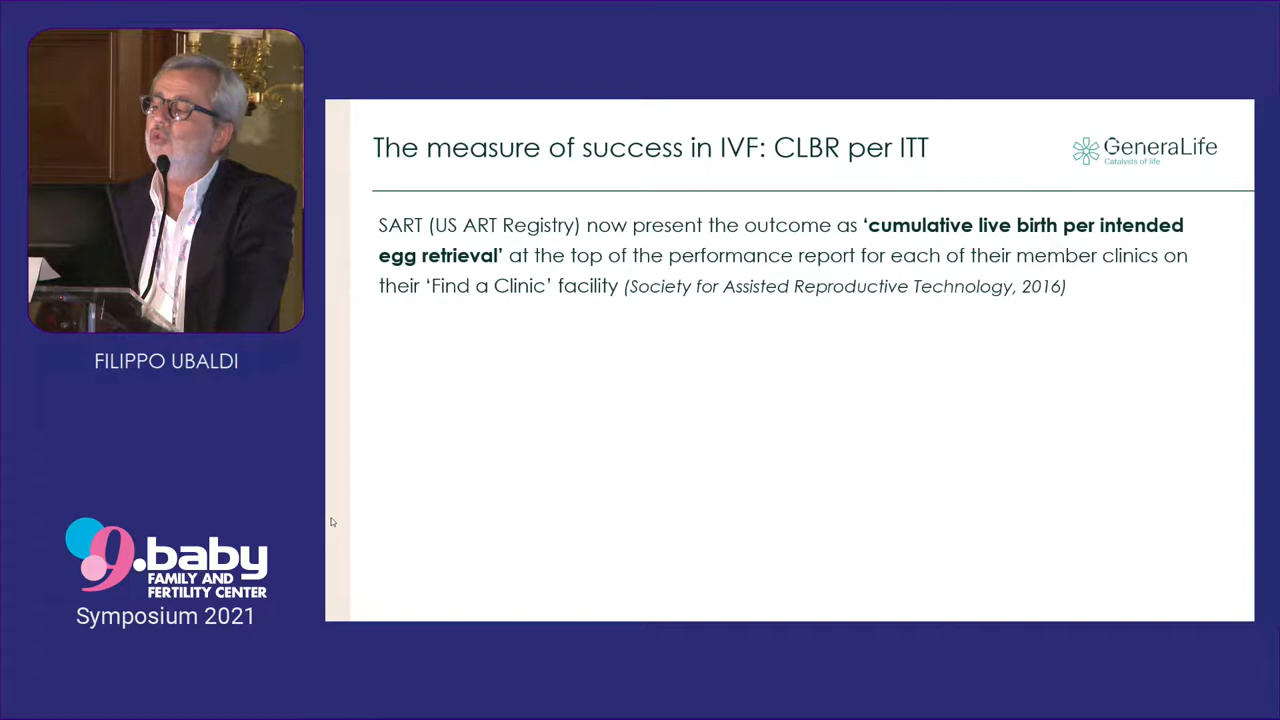 The measure of success in IVF: CLBR per ITT
GeneraLife
Catalysts of life
SART (US ART Registry) now present the outcome as ‘cumulative live birth per intended
egg retrieval’ at the top of the performance report for each of their member clinics on
their ‘Find a Clinic’ facility (Society for Assisted Reproductive Technology, 2016)
FILIPPO UBALDI
9.baby
FAMILY AND
FERTILITY CENTER
Symposium 2021